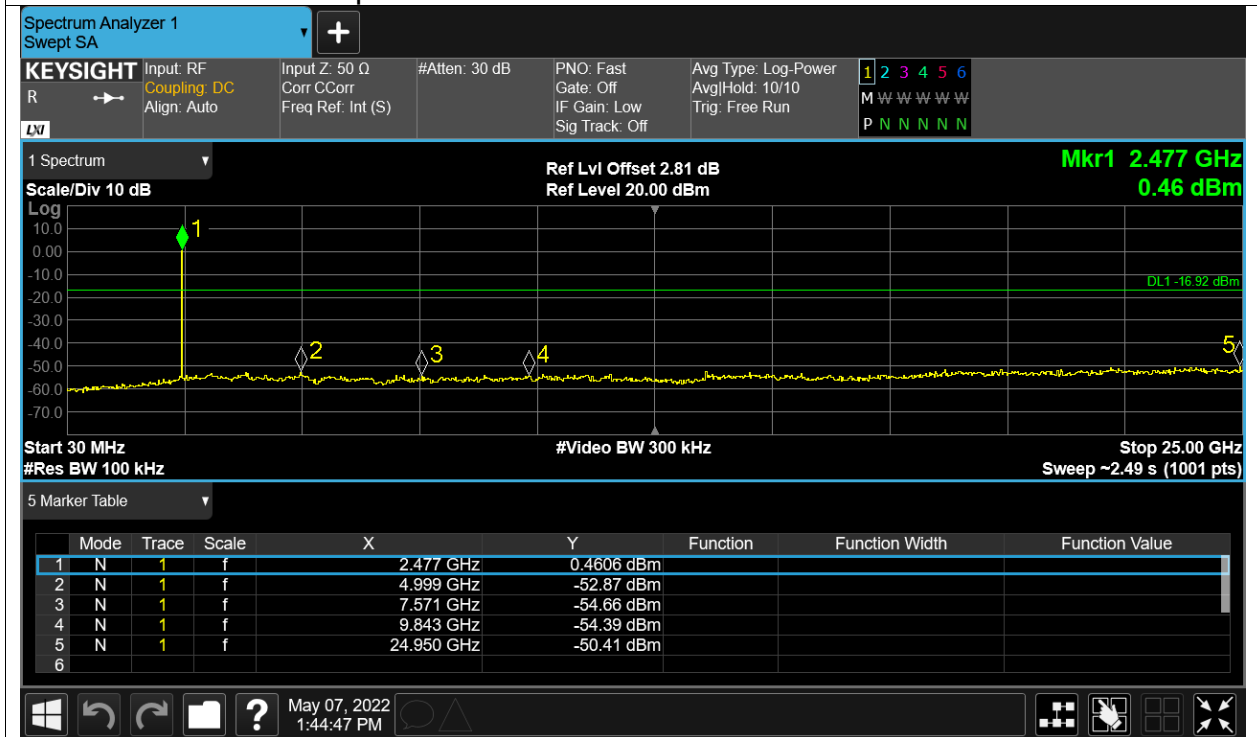 Spectrum Analyzer 1
Swept SA
+
KEYSIGHT Input: RF Input Z: 50 Ω #Atten: 30 dB PNO: Fast Avg Type: Log-Power 1 2 3 4 5 6
R Coupling: DC Corr CCorr Gate: Off Avg|Hold: 10/10
Align: Auto Freq Ref: Int (S) IF Gain: Low Trig: Free Run M W W W W W W
LXI Sig Track: Off P N N N N N N
1 Spectrum Ref Lvl Offset 2.81 dB Mkr1 2.477 GHz
Scale/Div 10 dB Ref Level 20.00 dBm 0.46 dBm
Log
10.0 1
0.00
-10.0
DL1 -16.92 dBm
-20.0
-30.0
-40.0 2 3 4 5
-50.0
-60.0
-70.0
Start 30 MHz #Video BW 300 kHz Stop 25.00 GHz
#Res BW 100 kHz Sweep ~2.49 s (1001 pts)
5 Marker Table
Mode Trace Scale X Y Function Function Width Function Value
1 N 1 f 2.477 GHz 0.4606 dBm
2 N 1 f 4.999 GHz -52.87 dBm
3 N 1 f 7.571 GHz -54.66 dBm
4 N 1 f 9.843 GHz -54.39 dBm
5 N 1 f 24.950 GHz -50.41 dBm
6
? May 07, 2022
1:44:47 PM